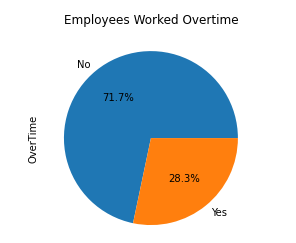 Employees Worked Overtime
No
71.7%
OverTime
28.3%
Yes